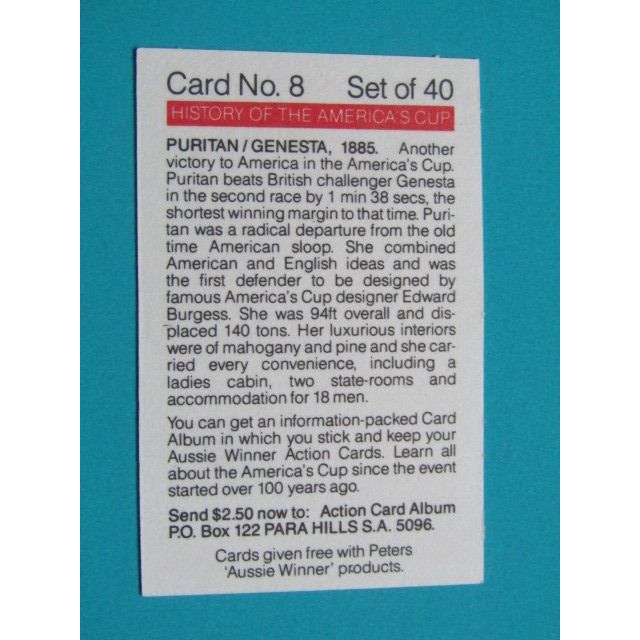 Card No. 8 Set of 40
HISTORY OF THE AMERICA'S CUP
PURITAN/GENESTA, 1885. Another
victory to America in the America's Cup.
Puritan beats British challenger Genesta
in the second race by 1 min 38 secs, the
shortest winning margin to that time. Puri-
tan was a radical departure from the old
time American sloop. She combined
American and English ideas and was
the first defender to be designed by
famous America's Cup designer Edward
Burgess. She was 94ft overall and dis-
placed 140 tons. Her luxurious interiors
were of mahogany and pine and she car-
ried every convenience, including a
ladies cabin, two state-rooms and
accommodation for 18 men.
You can get an information-packed Card
Album in which you stick and keep your
Aussie Winner Action Cards. Learn all
about the America's Cup since the event
started over 100 years ago.
Send $2.50 now to: Action Card Album
P.O. Box 122 PARA HILLS S.A. 5096.
Cards given free with Peters
'Aussie Winner' products.